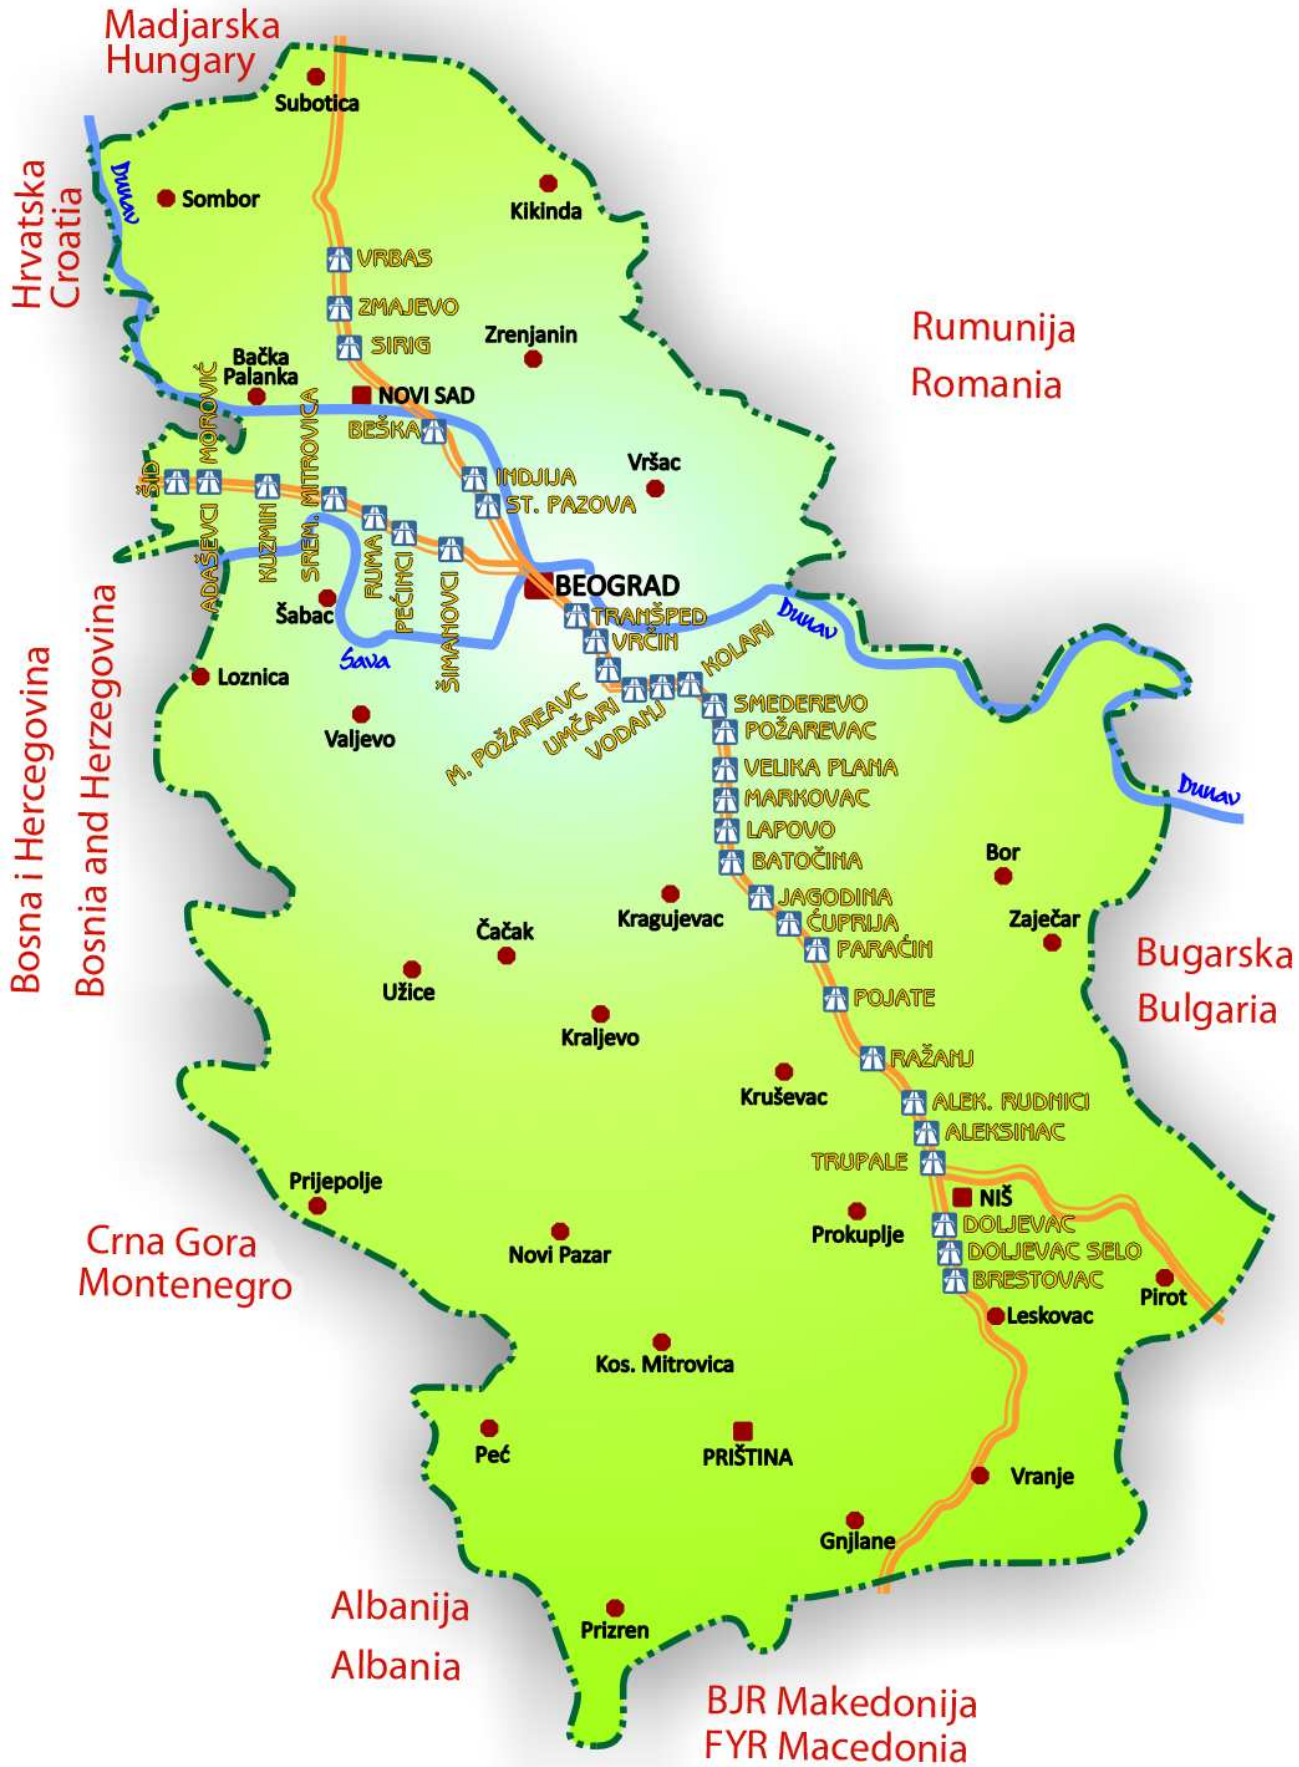 Madjarska
Hungary
Subotica
Hrvatska
Croatia
Dunav
Sombor
Kikinda
VRBAS
ZMAJEVO
SIRIG
Zrenjanin
Rumunija
Romania
Bačka
Palanka
NOVI SAD
BEŠKA
INDJIJA
ST. PAZOVA
Vršac
ŠID
MOROVIĆ
ADAŠEVCI
KUZMIN
SREM. MITROVICA
RUMA
PEĆINCI
ŠIMANOVCI
BEOGRAD
Šabac
Sava
Dunav
TRANŠPED
VRČIN
M. POŽAREAVC
UMČARI
VODANJ
KOLARI
Loznica
Valjevo
SMEDEREVO
POŽAREVAC
VELIKA PLANA
MARKOVAC
LAPOVO
BATOČINA
Dunav
Bosna i Hercegovina
Bosnia and Herzegovina
Bor
Zaječar
Kragujevac
JAGODINA
ĆUPRIJA
PARAĆIN
Čačak
Užice
Kraljevo
POJATE
Bugarska
Bulgaria
RAŽANJ
Kruševac
ALEK. RUDNICI
ALEKSINAC
TRUPALE
NIŠ
Prijepolje
Prokuplje
DOLJEVAC
DOLJEVAC SELO
BRESTOVAC
Novi Pazar
Pirot
Leskovac
Crna Gora
Montenegro
Kos. Mitrovica
Peć
PRIŠTINA
Vranje
Gnjlane
Albanija
Albania
Prizren
BJR Makedonija
FYR Macedonia